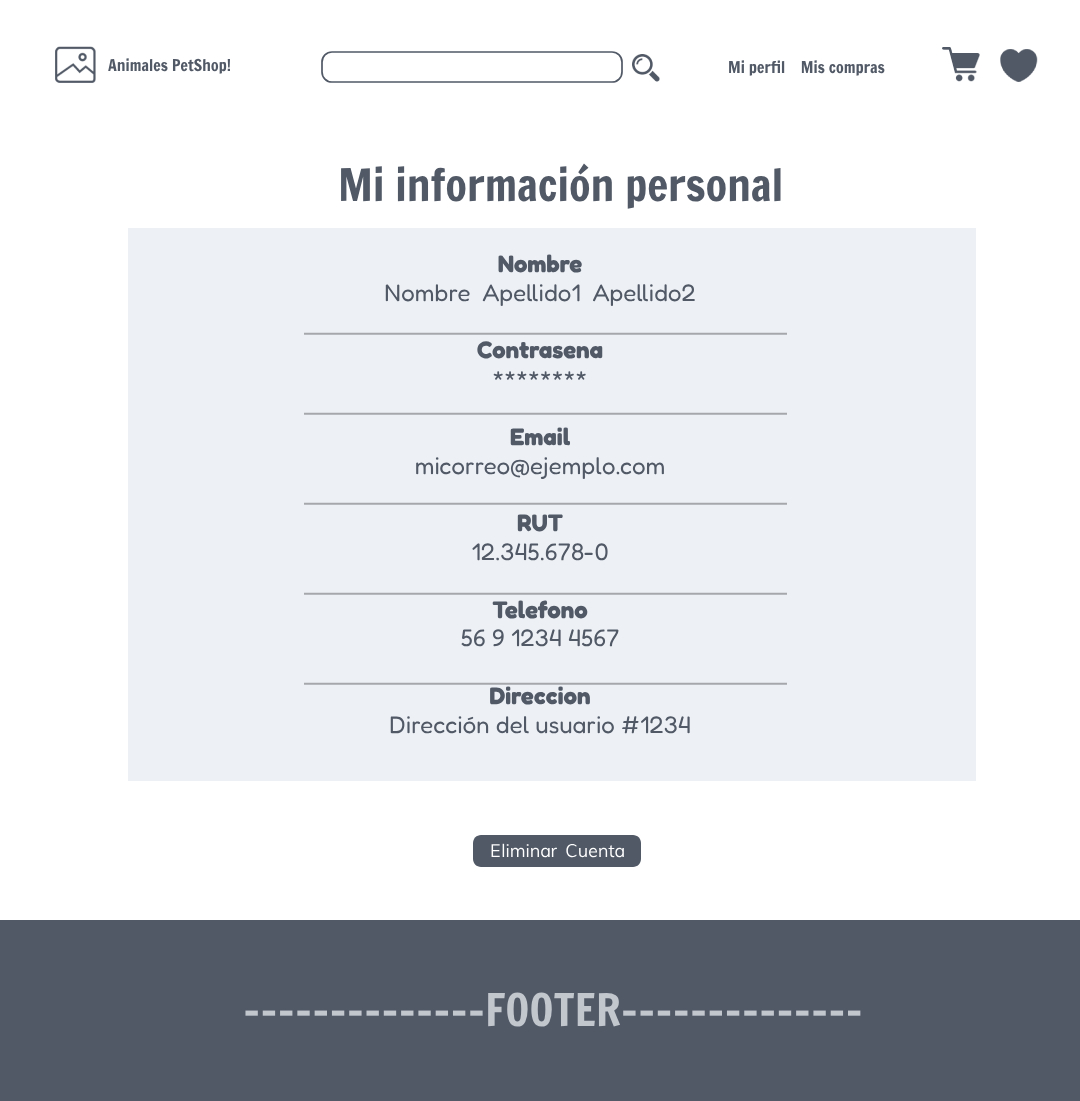 Animales PetShop!
Mi perfil Mis compras
Mi información personal
Nombre
Nombre Apellido1 Apellido2
Contrasena
********
Email
micorreo@ejemplo.com
RUT
12.345.678-0
Telefono
56 9 1234 4567
Direccion
Dirección del usuario #1234
Eliminar Cuenta
--------------FOOTER--------------